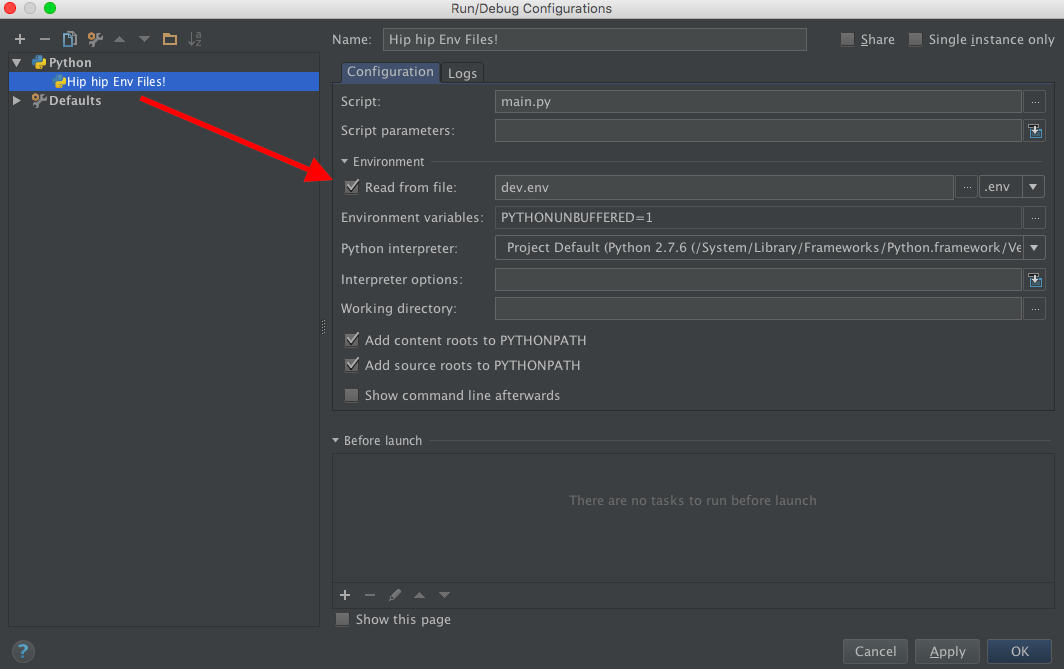 Run/Debug Configurations
Name: Hip hip Env Files! Share Single instance only
Python
Hip hip Env Files!
Defaults
Configuration Logs
Script: main.py ...
Script parameters:
Environment
Read from file: dev.env ... .env
Environment variables: PYTHONUNBUFFERED=1 ...
Python interpreter: Project Default (Python 2.7.6 (/System/Library/Frameworks/Python.framework/Ve
Interpreter options:
Working directory: ...
Add content roots to PYTHONPATH
Add source roots to PYTHONPATH
Show command line afterwards
Before launch
There are no tasks to run before launch
Show this page
? Cancel Apply OK